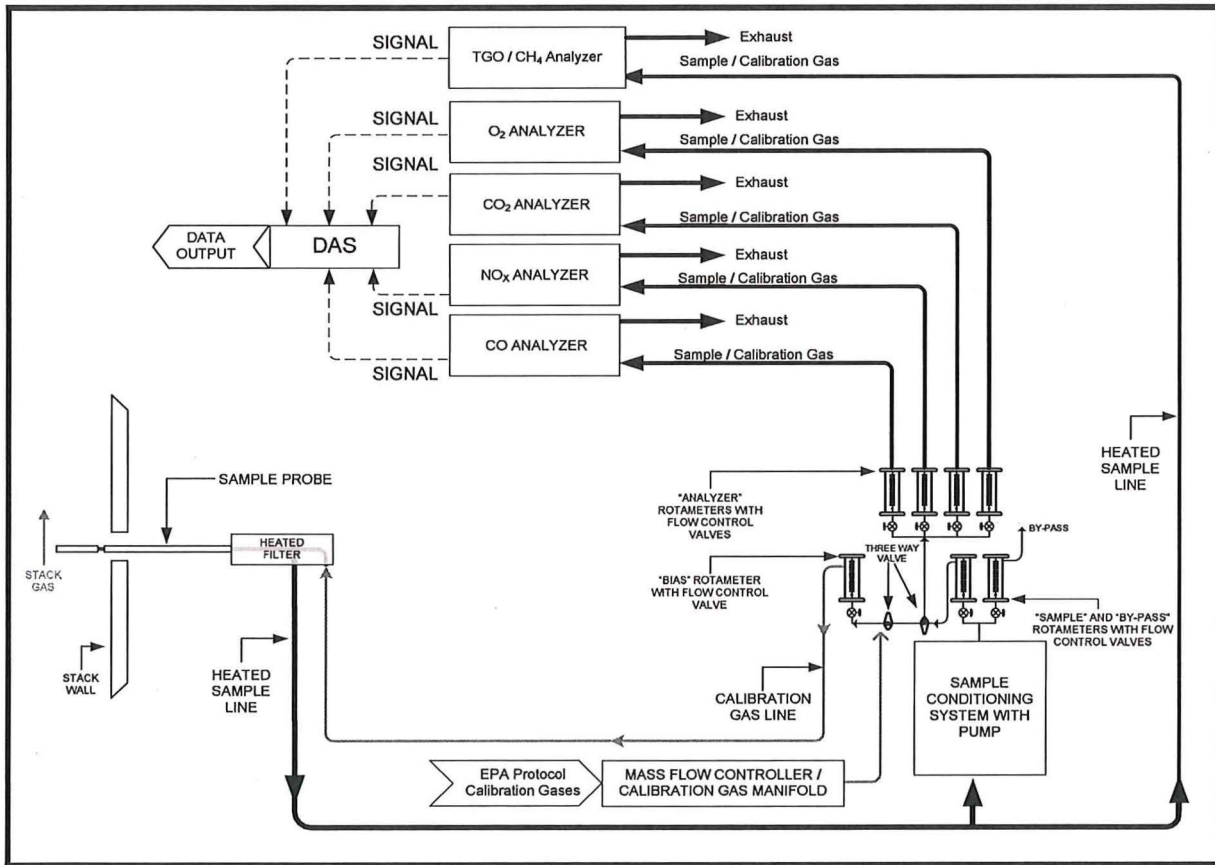 SIGNAL
TGO / CH₄ Analyzer
Exhaust
Sample / Calibration Gas
SIGNAL
O₂ ANALYZER
Exhaust
Sample / Calibration Gas
SIGNAL
CO₂ ANALYZER
Exhaust
Sample / Calibration Gas
DATA
OUTPUT
DAS
NOX ANALYZER
Exhaust
Sample / Calibration Gas
SIGNAL
CO ANALYZER
Exhaust
Sample / Calibration Gas
SIGNAL
SAMPLE PROBE
HEATED
FILTER
STACK
GAS
STACK
WALL
HEATED
SAMPLE
LINE
"ANALYZER"
ROTAMETERS WITH
FLOW CONTROL
VALVES
HEATED
SAMPLE
LINE
BY-PASS
THREE WAY
VALVE
"BIAS" ROTAMETER
WITH FLOW CONTROL
VALVE
"SAMPLE" AND "BY-PASS"
ROTAMETERS WITH FLOW
CONTROL VALVES
CALIBRATION
GAS LINE
SAMPLE
CONDITIONING
SYSTEM WITH
PUMP
EPA Protocol
Calibration Gases
MASS FLOW CONTROLLER /
CALIBRATION GAS MANIFOLD